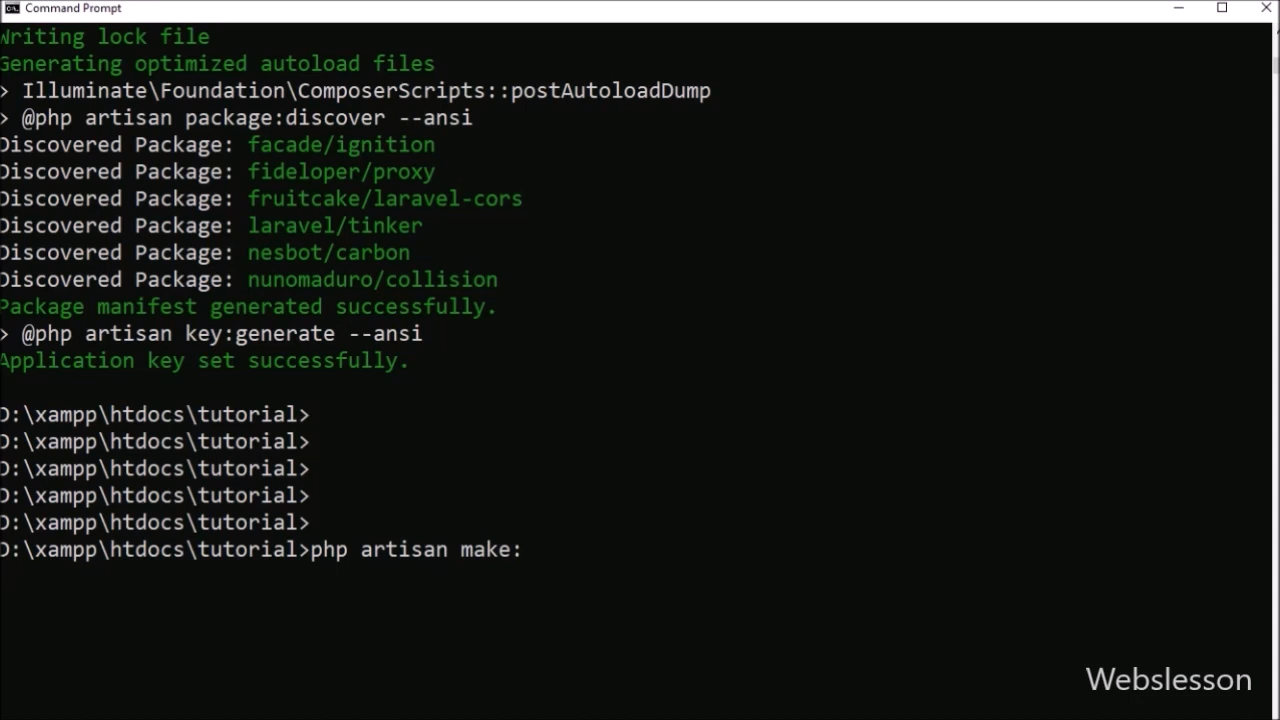 Command Prompt
Writing lock file
Generating optimized autoload files
> Illuminate\Foundation\ComposerScripts::postAutoloadDump
> @php artisan package:discover --ansi
Discovered Package: facade/ignition
Discovered Package: fideloper/proxy
Discovered Package: fruitcake/laravel-cors
Discovered Package: laravel/tinker
Discovered Package: nesbot/carbon
Discovered Package: nunomaduro/collision
Package manifest generated successfully.
> @php artisan key:generate --ansi
Application key set successfully.
D:\xampp\htdocs\tutorial>
D:\xampp\htdocs\tutorial>
D:\xampp\htdocs\tutorial>
D:\xampp\htdocs\tutorial>
D:\xampp\htdocs\tutorial>
D:\xampp\htdocs\tutorial>php artisan make:
Webslesson